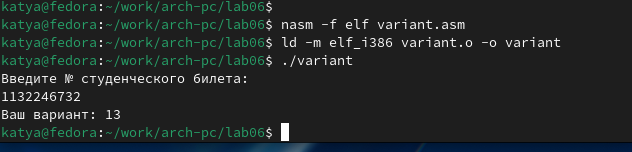 katya@fedora:~/work/arch-pc/lab06$
katya@fedora:~/work/arch-pc/lab06$ nasm -f elf variant.asm
katya@fedora:~/work/arch-pc/lab06$ ld -m elf_i386 variant.o -o variant
katya@fedora:~/work/arch-pc/lab06$ ./variant
Введите № студенческого билета:
1132246732
Ваш вариант: 13
katya@fedora:~/work/arch-pc/lab06$